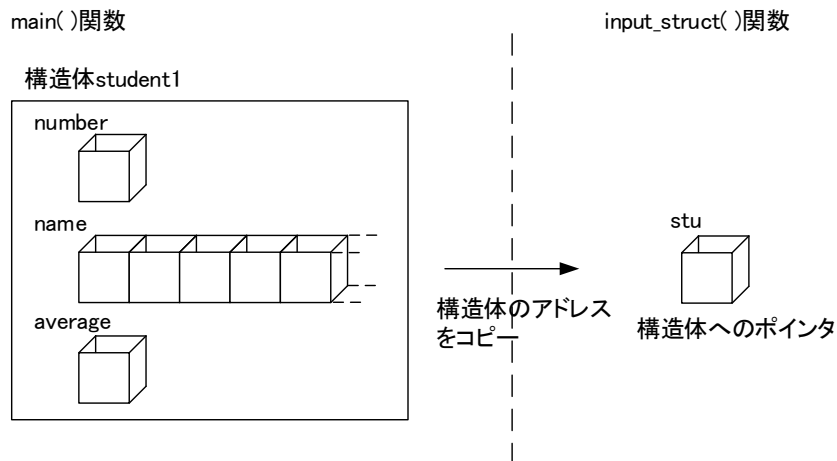 main( )関数
input_struct( )関数
構造体student1
number
name
average
構造体のアドレス
をコピー
stu
構造体へのポインタ